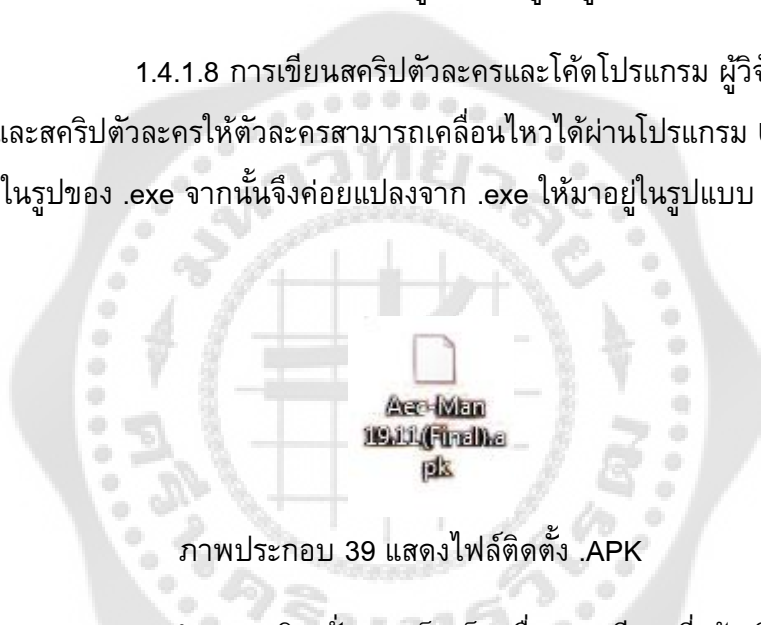 1.4.1.8 การเขียนสคริปตัวละครและโค้ดโปรแกรม
และสคริปตัวละครให้ตัวละครสามารถเคลื่อนไหวได้ผ่านโปรแกรม
ในรูปของ .exe จากนั้นจึงค่อยแปลงจาก .exe ให้มาอยู่ในรูปแบบ
Aec-Man
19.11.(Final).a
pk
ภาพประกอบ 39 แสดงไฟล์ติดตั้ง .APK